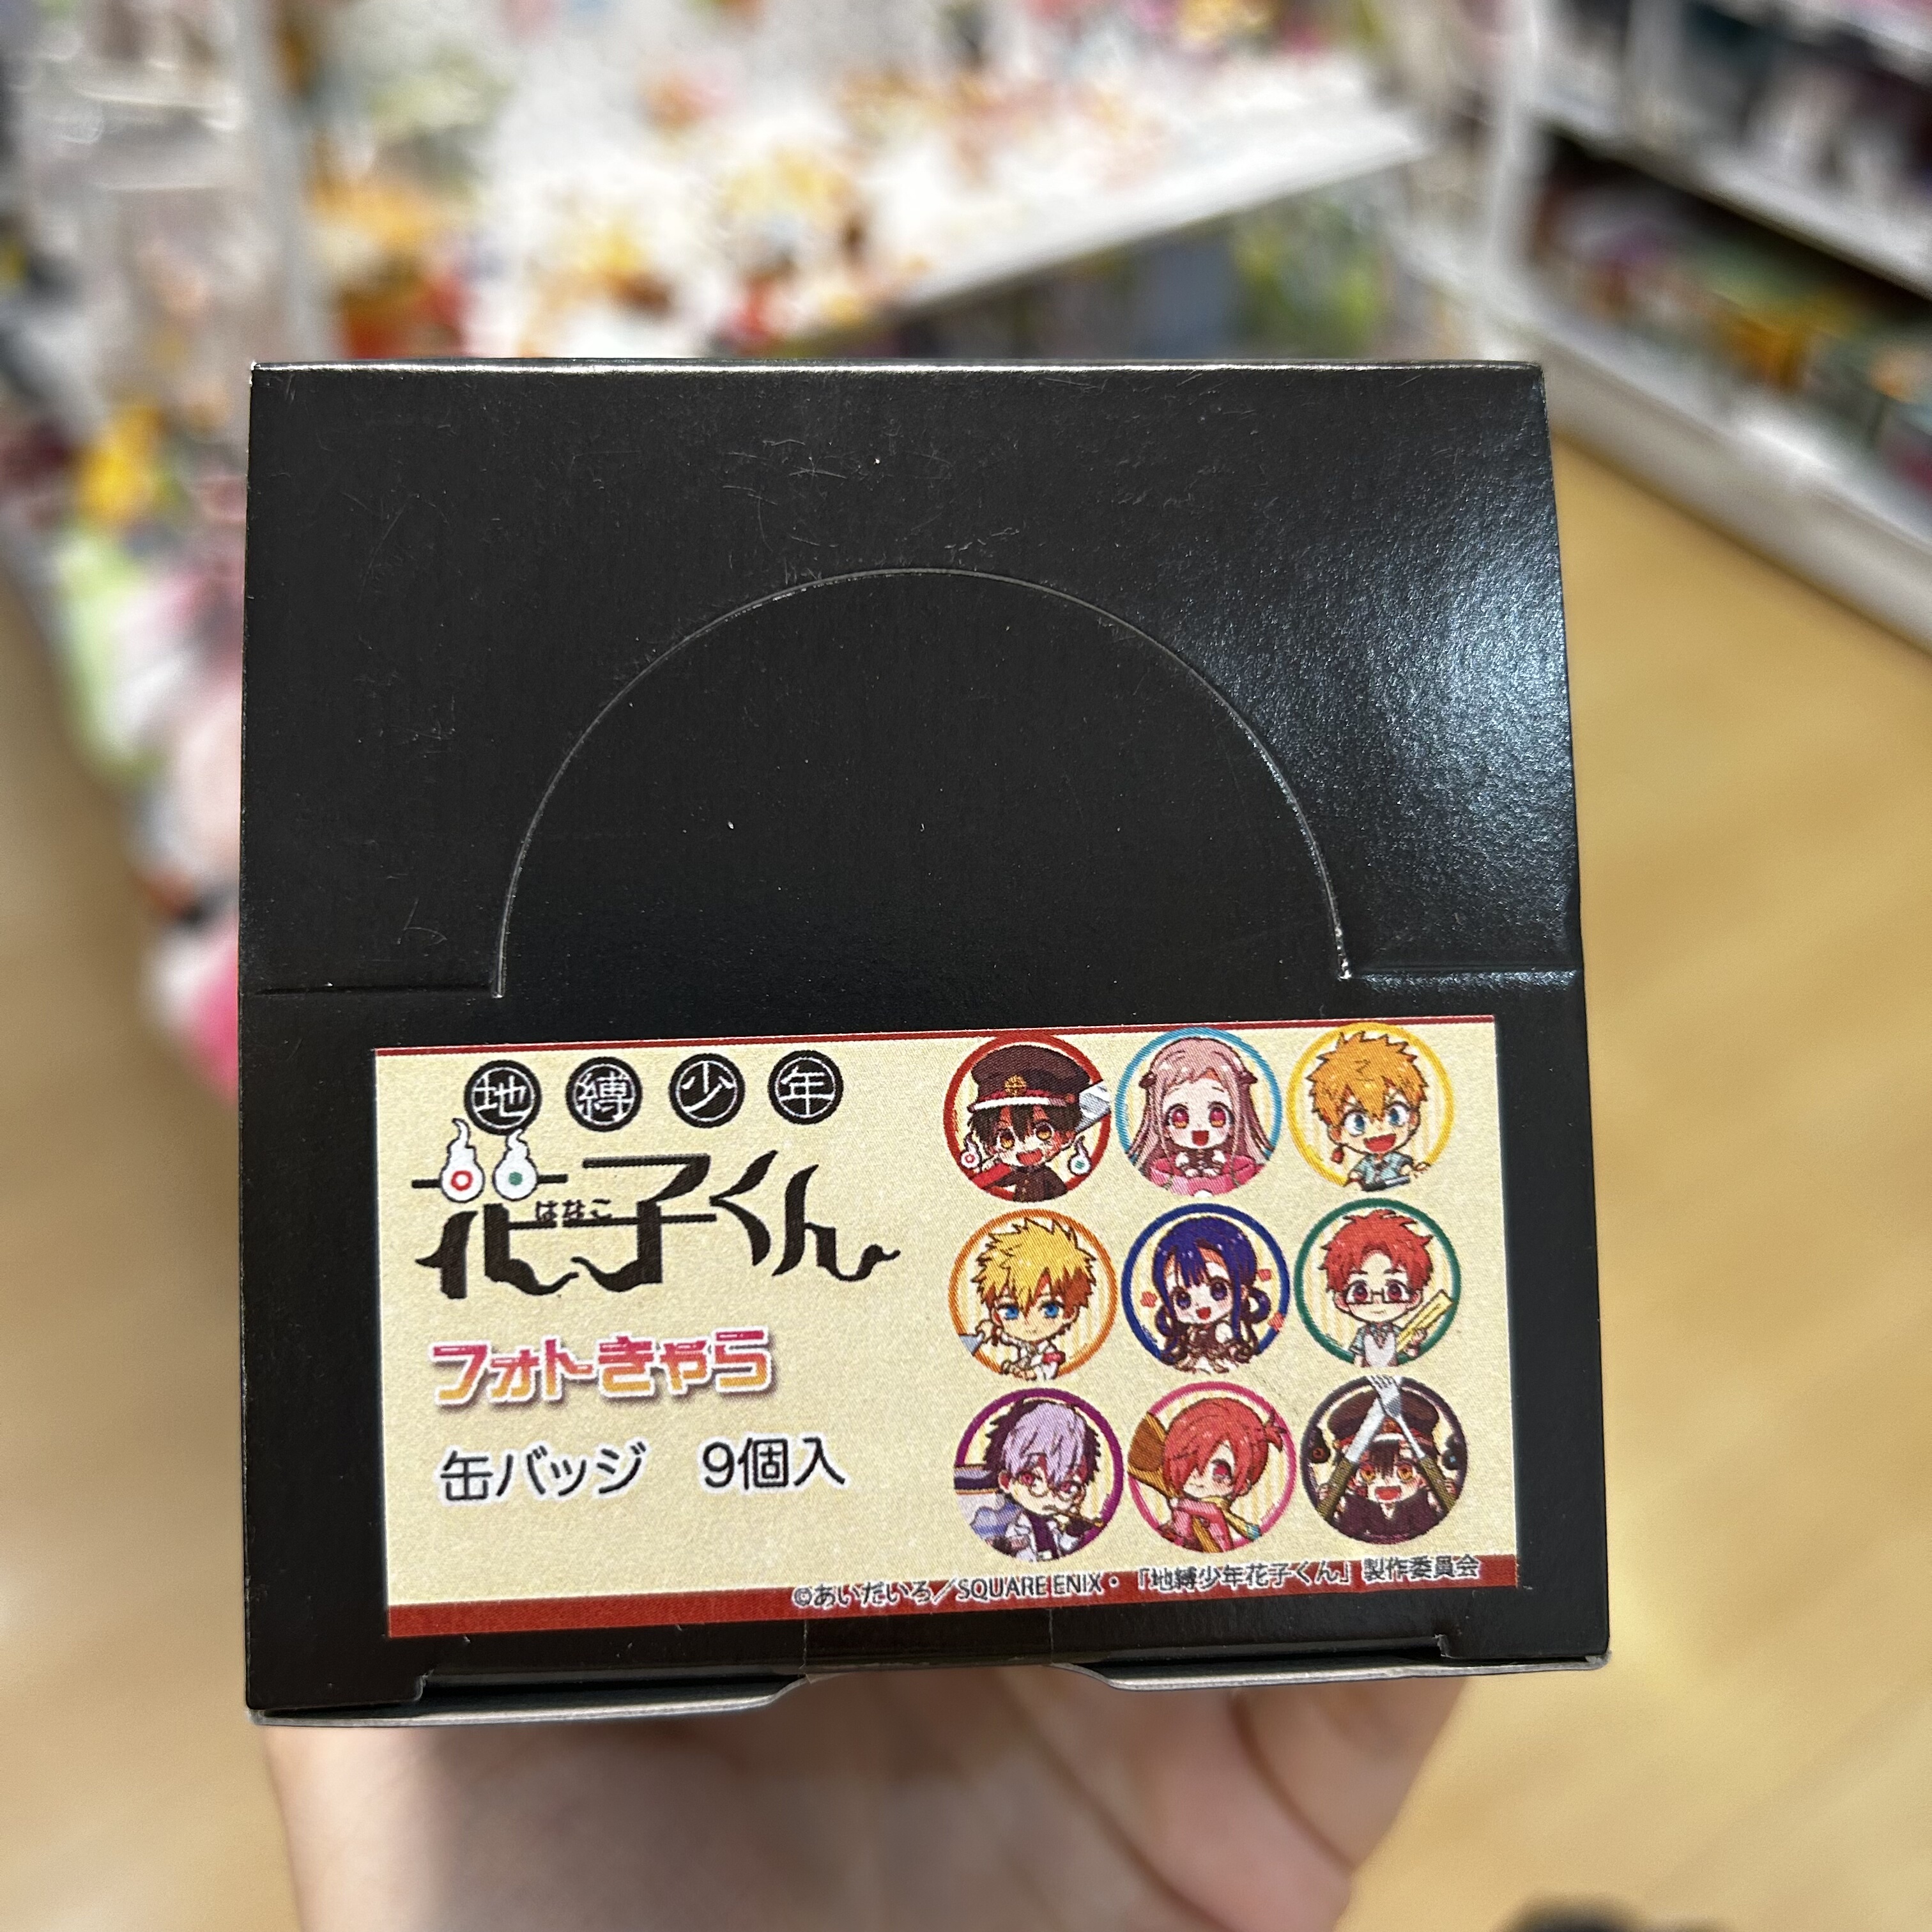 地縛少年
花子くん
はなこ
フォトきゃら
缶バッジ 9個入
©あいだいろ／SQUARE ENIX・「地縛少年花子くん」製作委員会